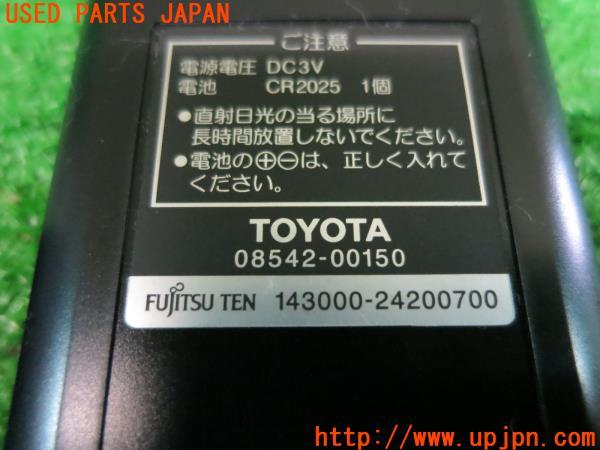 USED PARTS JAPAN
ご注意
電源電圧 DC3V
電池 CR2025 1個
●直射日光の当る場所に
長時間放置しないでください。
●電池の⊕⊖は、正しく入れて
ください。
TOYOTA
08542-00150
FUJITSU TEN 143000-24200700
http://www.upjpn.com/